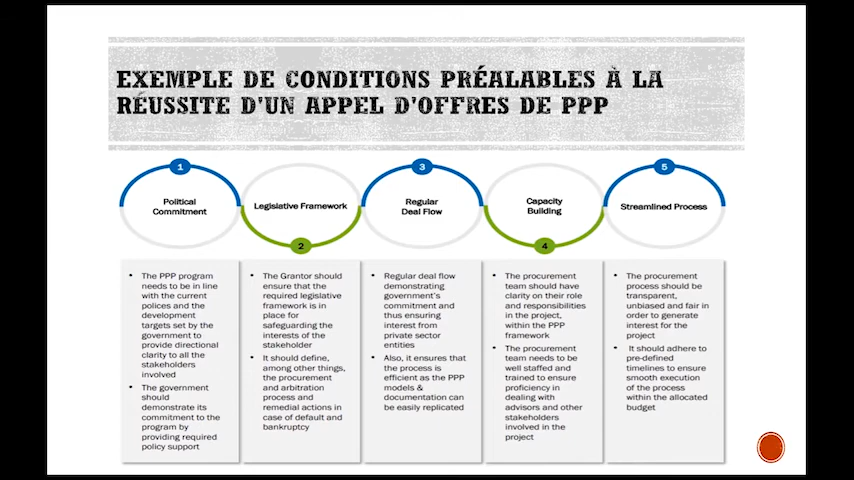 EXEMPLE DE CONDITIONS PRÉALABLES À LA
RÉUSSITE D'UN APPEL D'OFFRES DE PPP
1
Political
Commitment
Legislative Framework
2
3
Regular
Deal Flow
Capacity
Building
4
5
Streamlined Process
• The PPP program
needs to be in line
with the current
polices and the
development
targets set by the
government to
provide directional
clarity to all the
stakeholders
involved
• The government
should
demonstrate its
commitment to the
program by
providing required
policy support
• The Grantor should
ensure that the
required legislative
framework is in
place for
safeguarding the
interests of the
stakeholder
• It should define,
among other things,
the procurement
and arbitration
process and
remedial actions in
case of default and
bankruptcy
• Regular deal flow
demonstrating
government's
commitment and
thus ensuring
interest from
private sector
entities
• Also, it ensures that
the process is
efficient as the PPP
models &
documentation can
be easily replicated
• The procurement
team should have
clarity on their role
and responsibilities
in the project,
within the PPP
framework
• The procurement
team needs to be
well staffed and
trained to ensure
proficiency in
dealing with
advisors and other
stakeholders
involved in the
project
• The procurement
process should be
transparent,
unbiased and fair in
order to generate
interest for the
project
• It should adhere to
pre-defined
timelines to ensure
smooth execution
of the process
within the allocated
budget